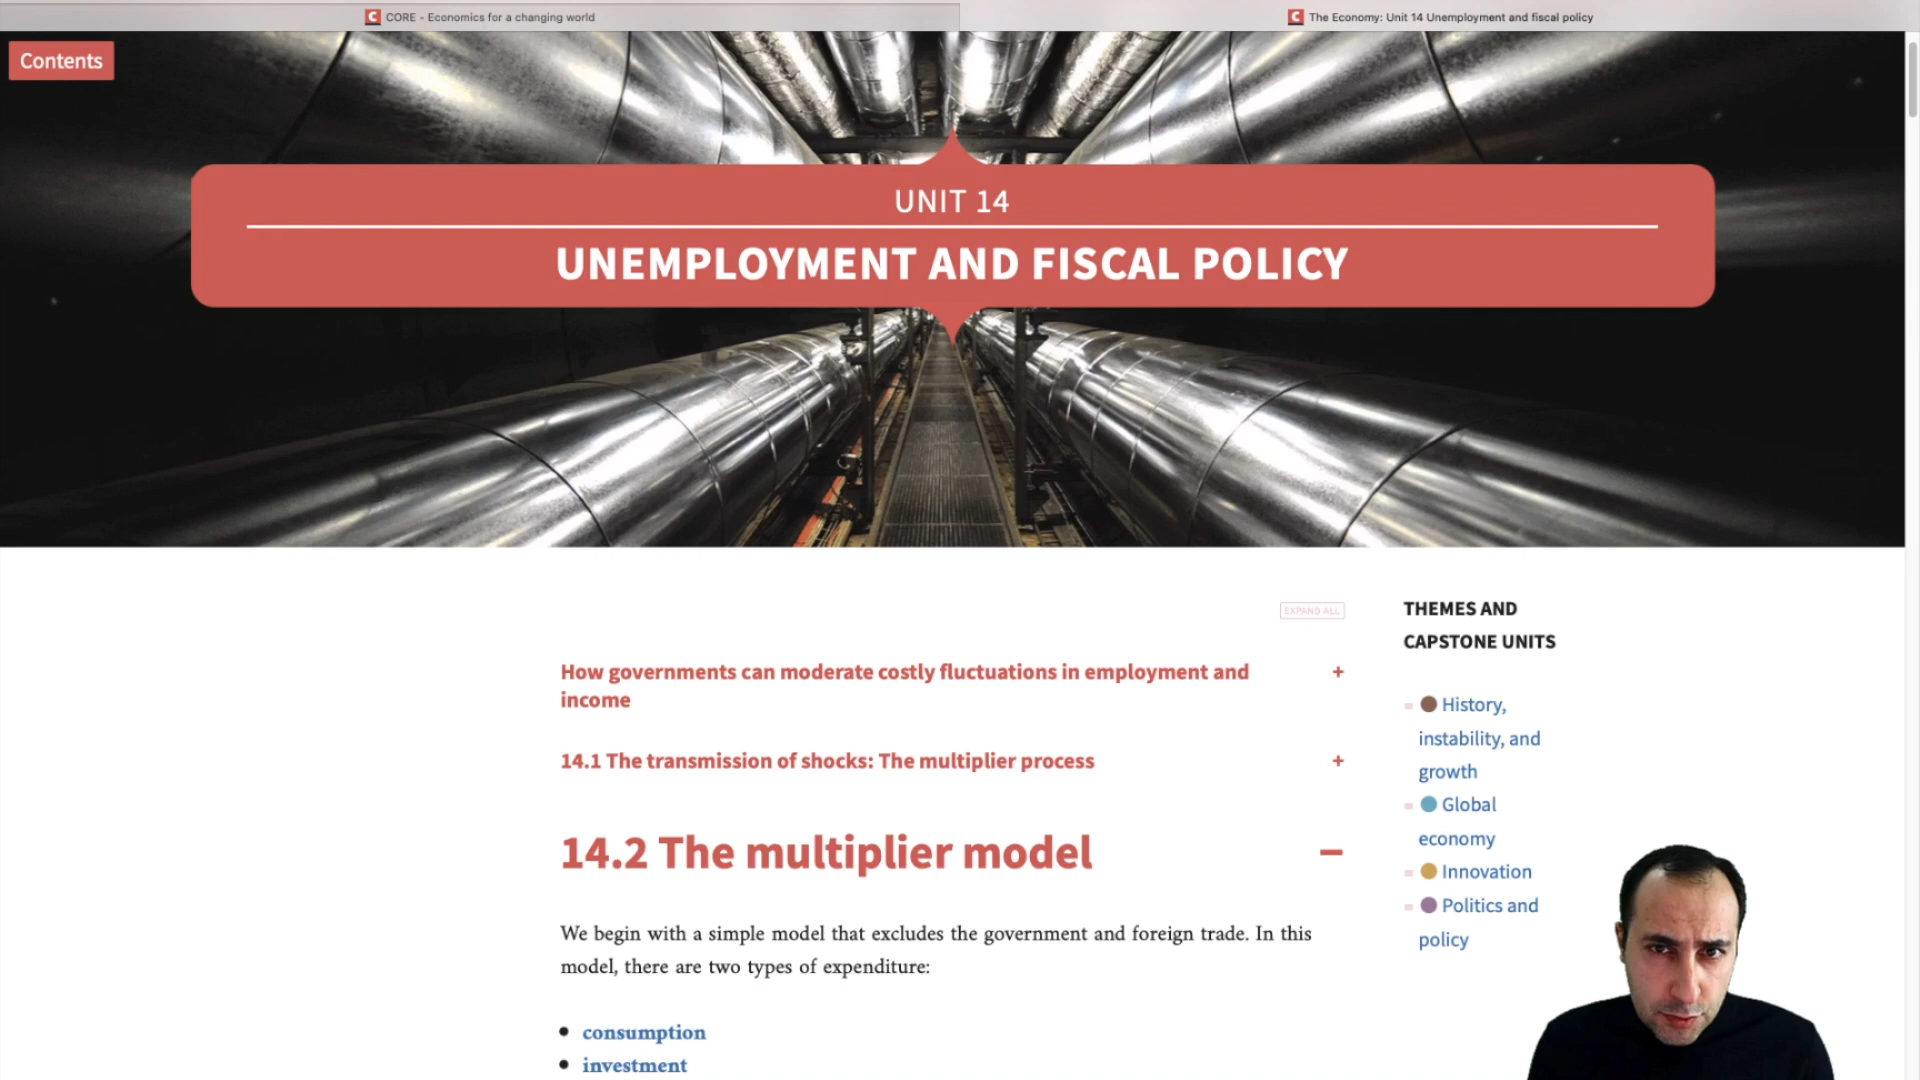 CORE - Economics for a changing world
The Economy: Unit 14 Unemployment and fiscal policy
Contents
UNIT 14
UNEMPLOYMENT AND FISCAL POLICY
EXPAND ALL
How governments can moderate costly fluctuations in employment and
income
+
14.1 The transmission of shocks: The multiplier process
+
14.2 The multiplier model
–
We begin with a simple model that excludes the government and foreign trade. In this
model, there are two types of expenditure:
• consumption
• investment
THEMES AND
CAPSTONE UNITS
History,
instability, and
growth
Global
economy
Innovation
Politics and
policy